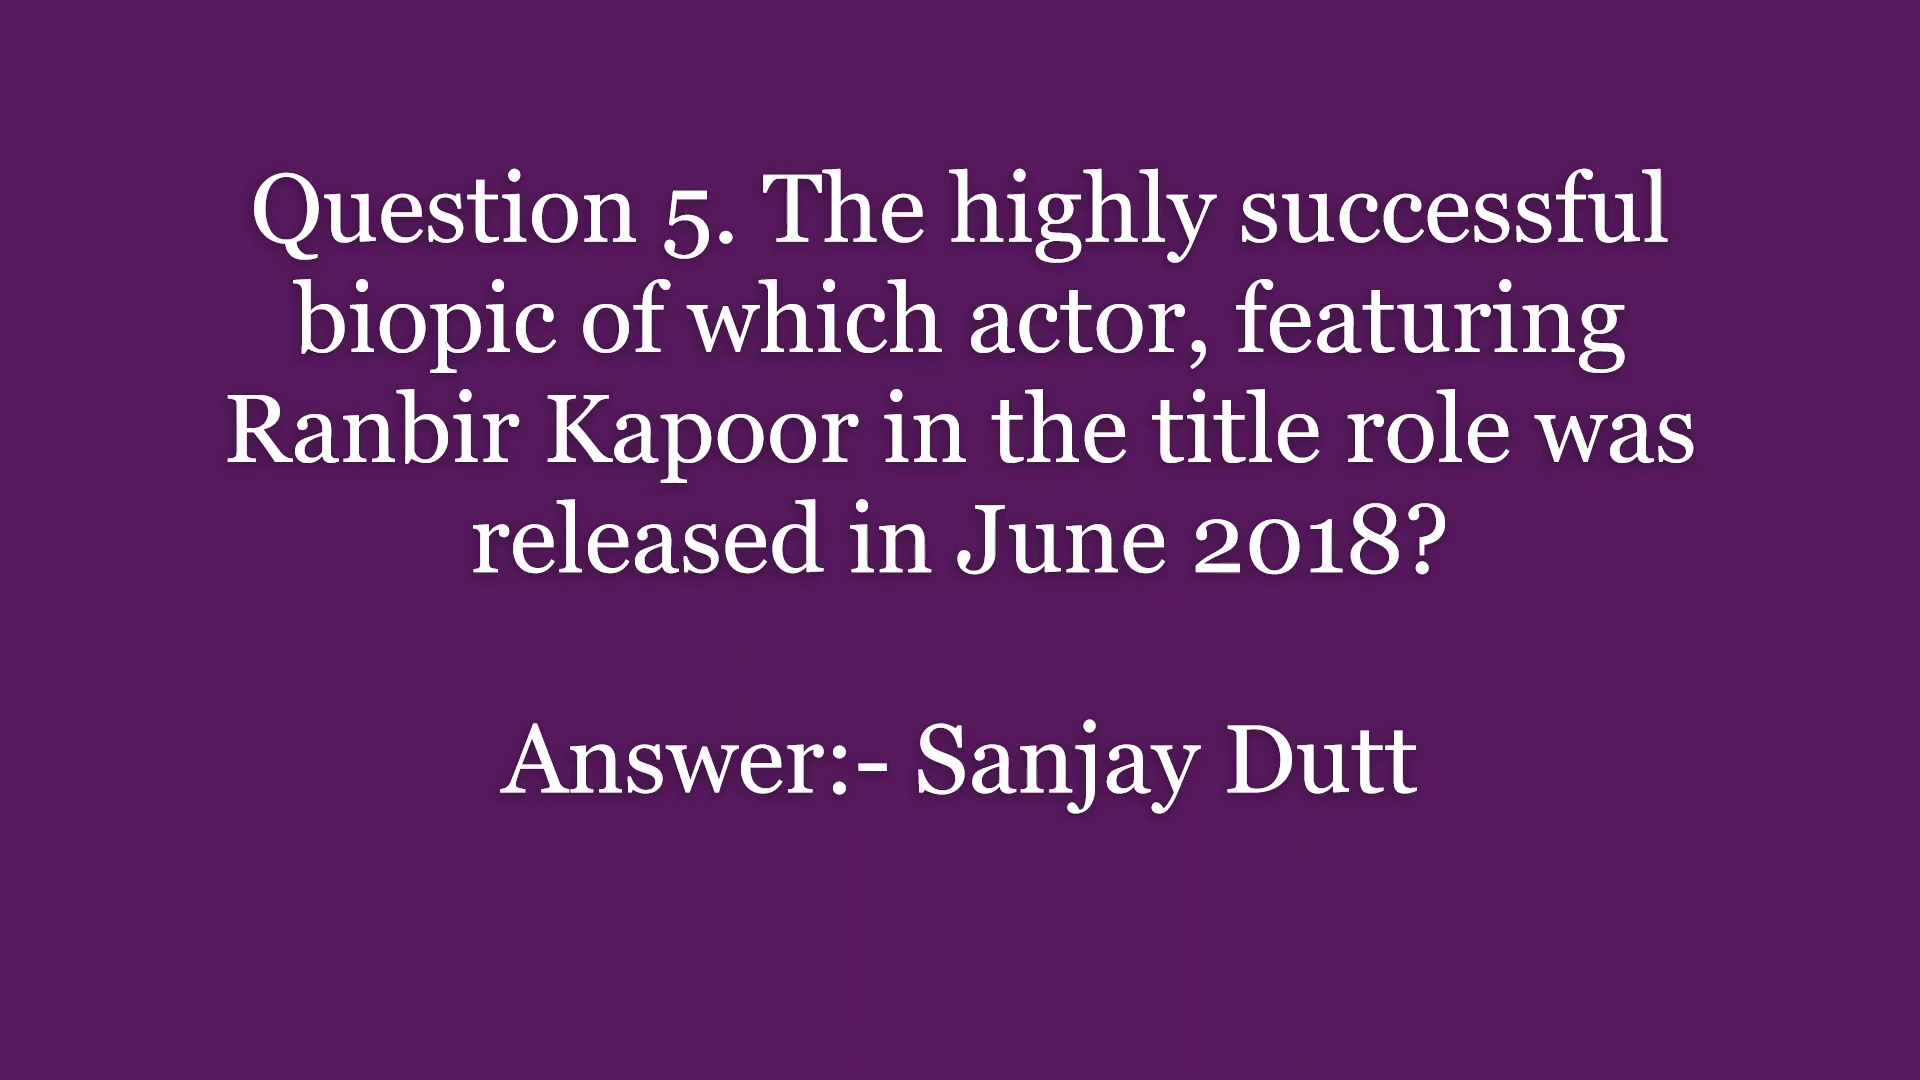 Question 5. The highly successful
biopic of which actor, featuring
Ranbir Kapoor in the title role was
released in June 2018?
Answer:- Sanjay Dutt